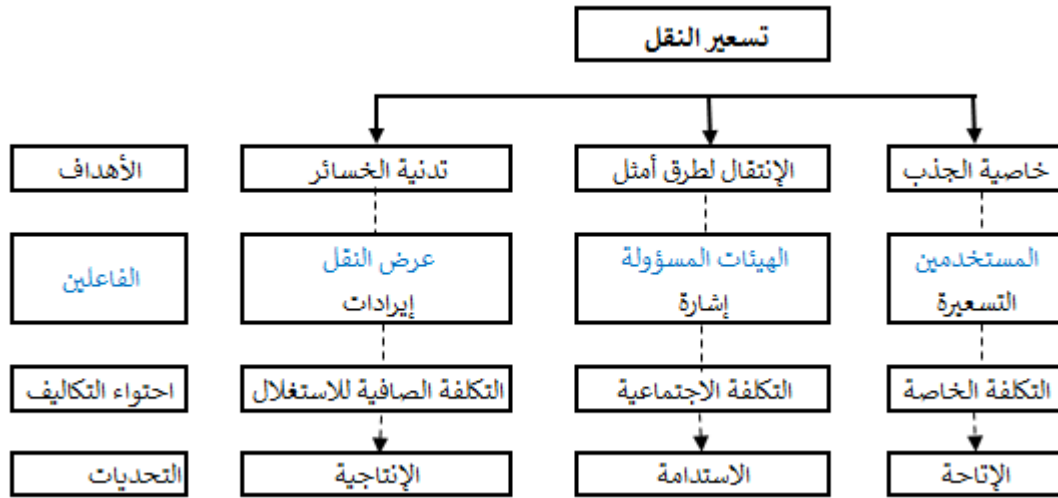 تسعير النقل
خاصية الجذب
الإنتقال لطرق أمثل
تدنية الخسائر
الأهداف
المستخدمين
التسعيرة
الهيئات المسؤولة
إشارة
عرض النقل
إيرادات
الفاعلين
التكلفة الخاصة
التكلفة الاجتماعية
التكلفة الصافية للاستغلال
احتواء التكاليف
الإتاحة
الاستدامة
الإنتاجية
التحديات